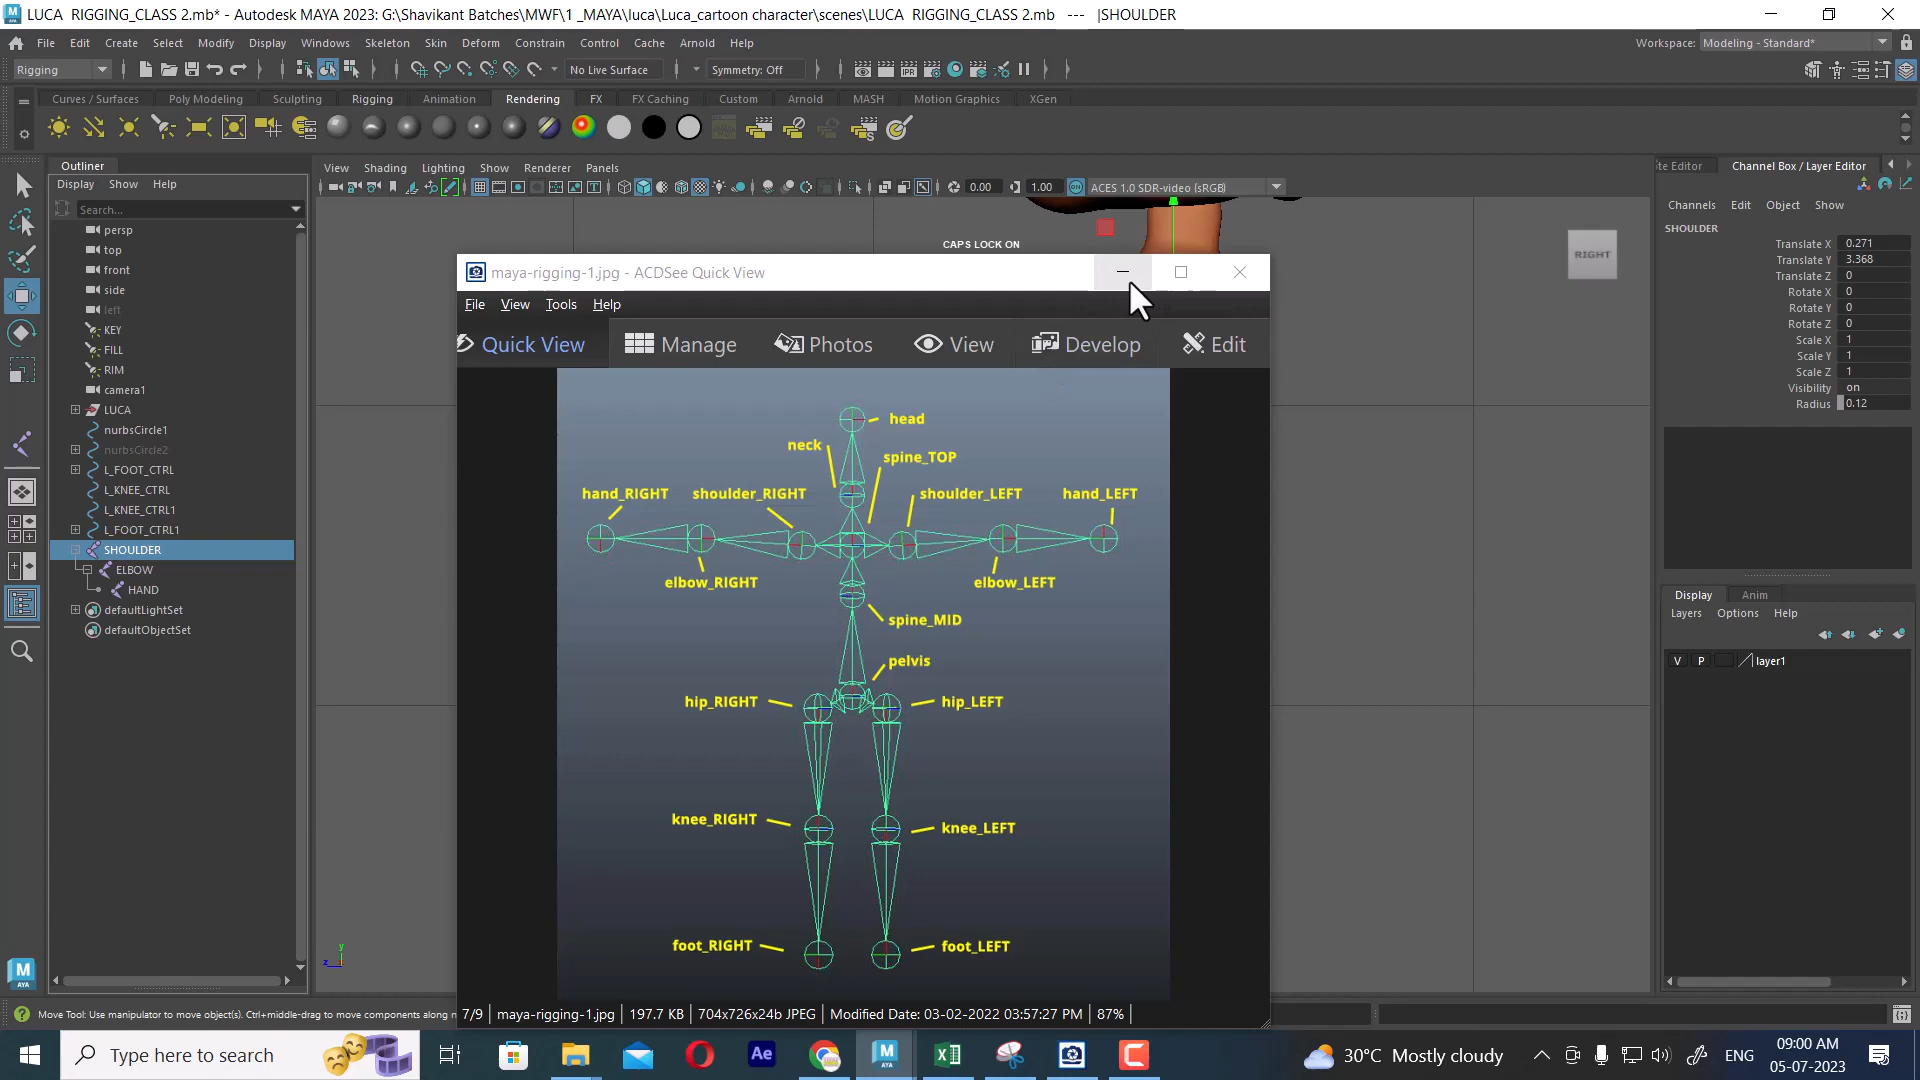 LUCA  RIGGING_CLASS 2.mb* - Autodesk MAYA 2023: G:\Shavikant Batches\MWF\1 _MAYA\luca\Luca_cartoon character\scenes\LUCA  RIGGING_CLASS 2.mb   ---   |SHOULDER
File Edit Create Select Modify Display Windows Skeleton Skin Deform Constrain Control Cache Arnold Help
Workspace: Modeling - Standard*
Rigging
No Live Surface
Symmetry: Off
IPR
Curves / Surfaces Poly Modeling Sculpting Rigging Animation Rendering FX FX Caching Custom Arnold MASH Motion Graphics XGen
Outliner
Display Show Help
Search...
persp
top
front
side
left
KEY
FILL
RIM
camera1
LUCA
nurbsCircle1
nurbsCircle2
L_FOOT_CTRL
L_KNEE_CTRL
L_KNEE_CTRL1
L_FOOT_CTRL1
SHOULDER
ELBOW
HAND
defaultLightSet
defaultObjectSet
View Shading Lighting Show Renderer Panels
0.00 1.00 ON ACES 1.0 SDR-video (sRGB)
CAPS LOCK ON
RIGHT
y
z
maya-rigging-1.jpg - ACDSee Quick View
File View Tools Help
Quick View Manage Photos View Develop Edit
head
neck
spine_TOP
hand_RIGHT shoulder_RIGHT shoulder_LEFT hand_LEFT
elbow_RIGHT elbow_LEFT
spine_MID
pelvis
hip_RIGHT hip_LEFT
knee_RIGHT knee_LEFT
foot_RIGHT foot_LEFT
7/9 maya-rigging-1.jpg 197.7 KB 704x726x24b JPEG Modified Date: 03-02-2022 03:57:27 PM 87%
te Editor Channel Box / Layer Editor
Channels Edit Object Show
SHOULDER
Translate X 0.271
Translate Y 3.368
Translate Z 0
Rotate X 0
Rotate Y 0
Rotate Z 0
Scale X 1
Scale Y 1
Scale Z 1
Visibility on
Radius 0.12
Display Anim
Layers Options Help
V P layer1
Move Tool: Use manipulator to move object(s). Ctrl+middle-drag to move components along n
M
AYA
Type here to search
Ae
30°C Mostly cloudy
ENG
09:00 AM
05-07-2023